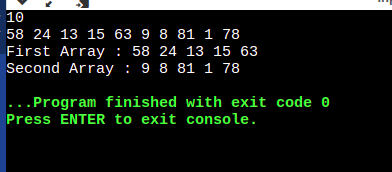 10
58 24 13 15 63 9 8 81 1 78
First Array : 58 24 13 15 63
Second Array : 9 8 81 1 78
...Program finished with exit code 0
Press ENTER to exit console.